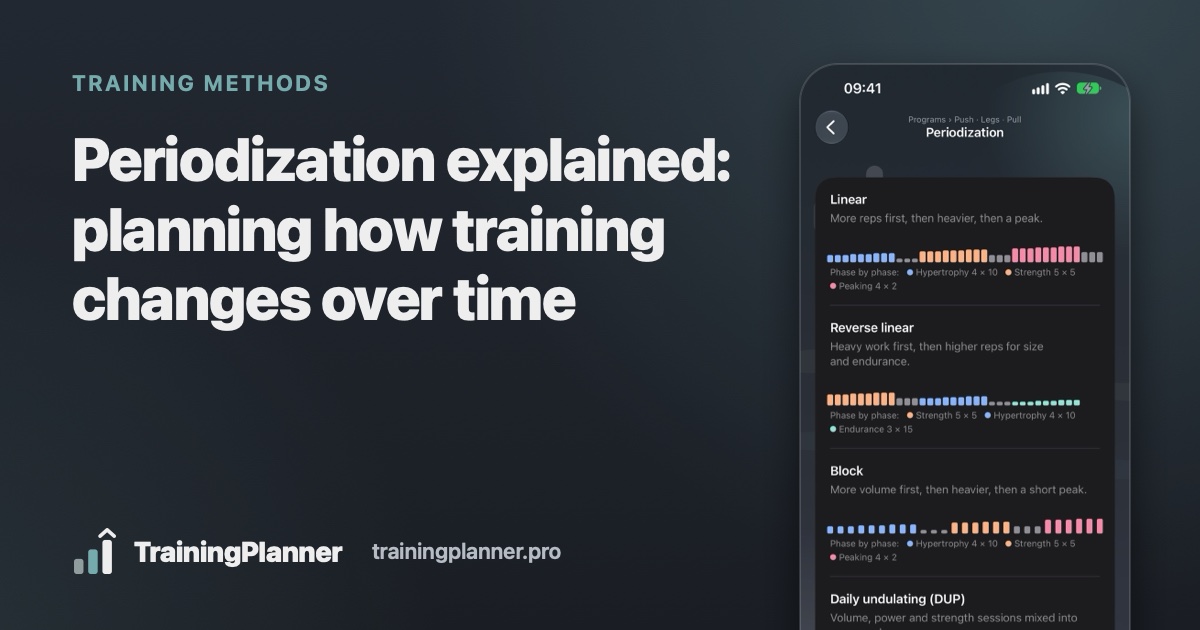 TRAINING METHODS
Periodization explained:
planning how training
changes over time
TrainingPlanner
trainingplanner.pro
09:41
Programs › Push · Legs · Pull
Periodization
Linear
More reps first, then heavier, then a peak.
Phase by phase: Hypertrophy 4 × 10 Strength 5 × 5
Peaking 4 × 2
Reverse linear
Heavy work first, then higher reps for size
and endurance.
Phase by phase: Strength 5 × 5 Hypertrophy 4 × 10
Endurance 3 × 15
Block
More volume first, then heavier, then a short peak.
Phase by phase: Hypertrophy 4 × 10 Strength 5 × 5
Peaking 4 × 2
Daily undulating (DUP)
Volume, power and strength sessions mixed into